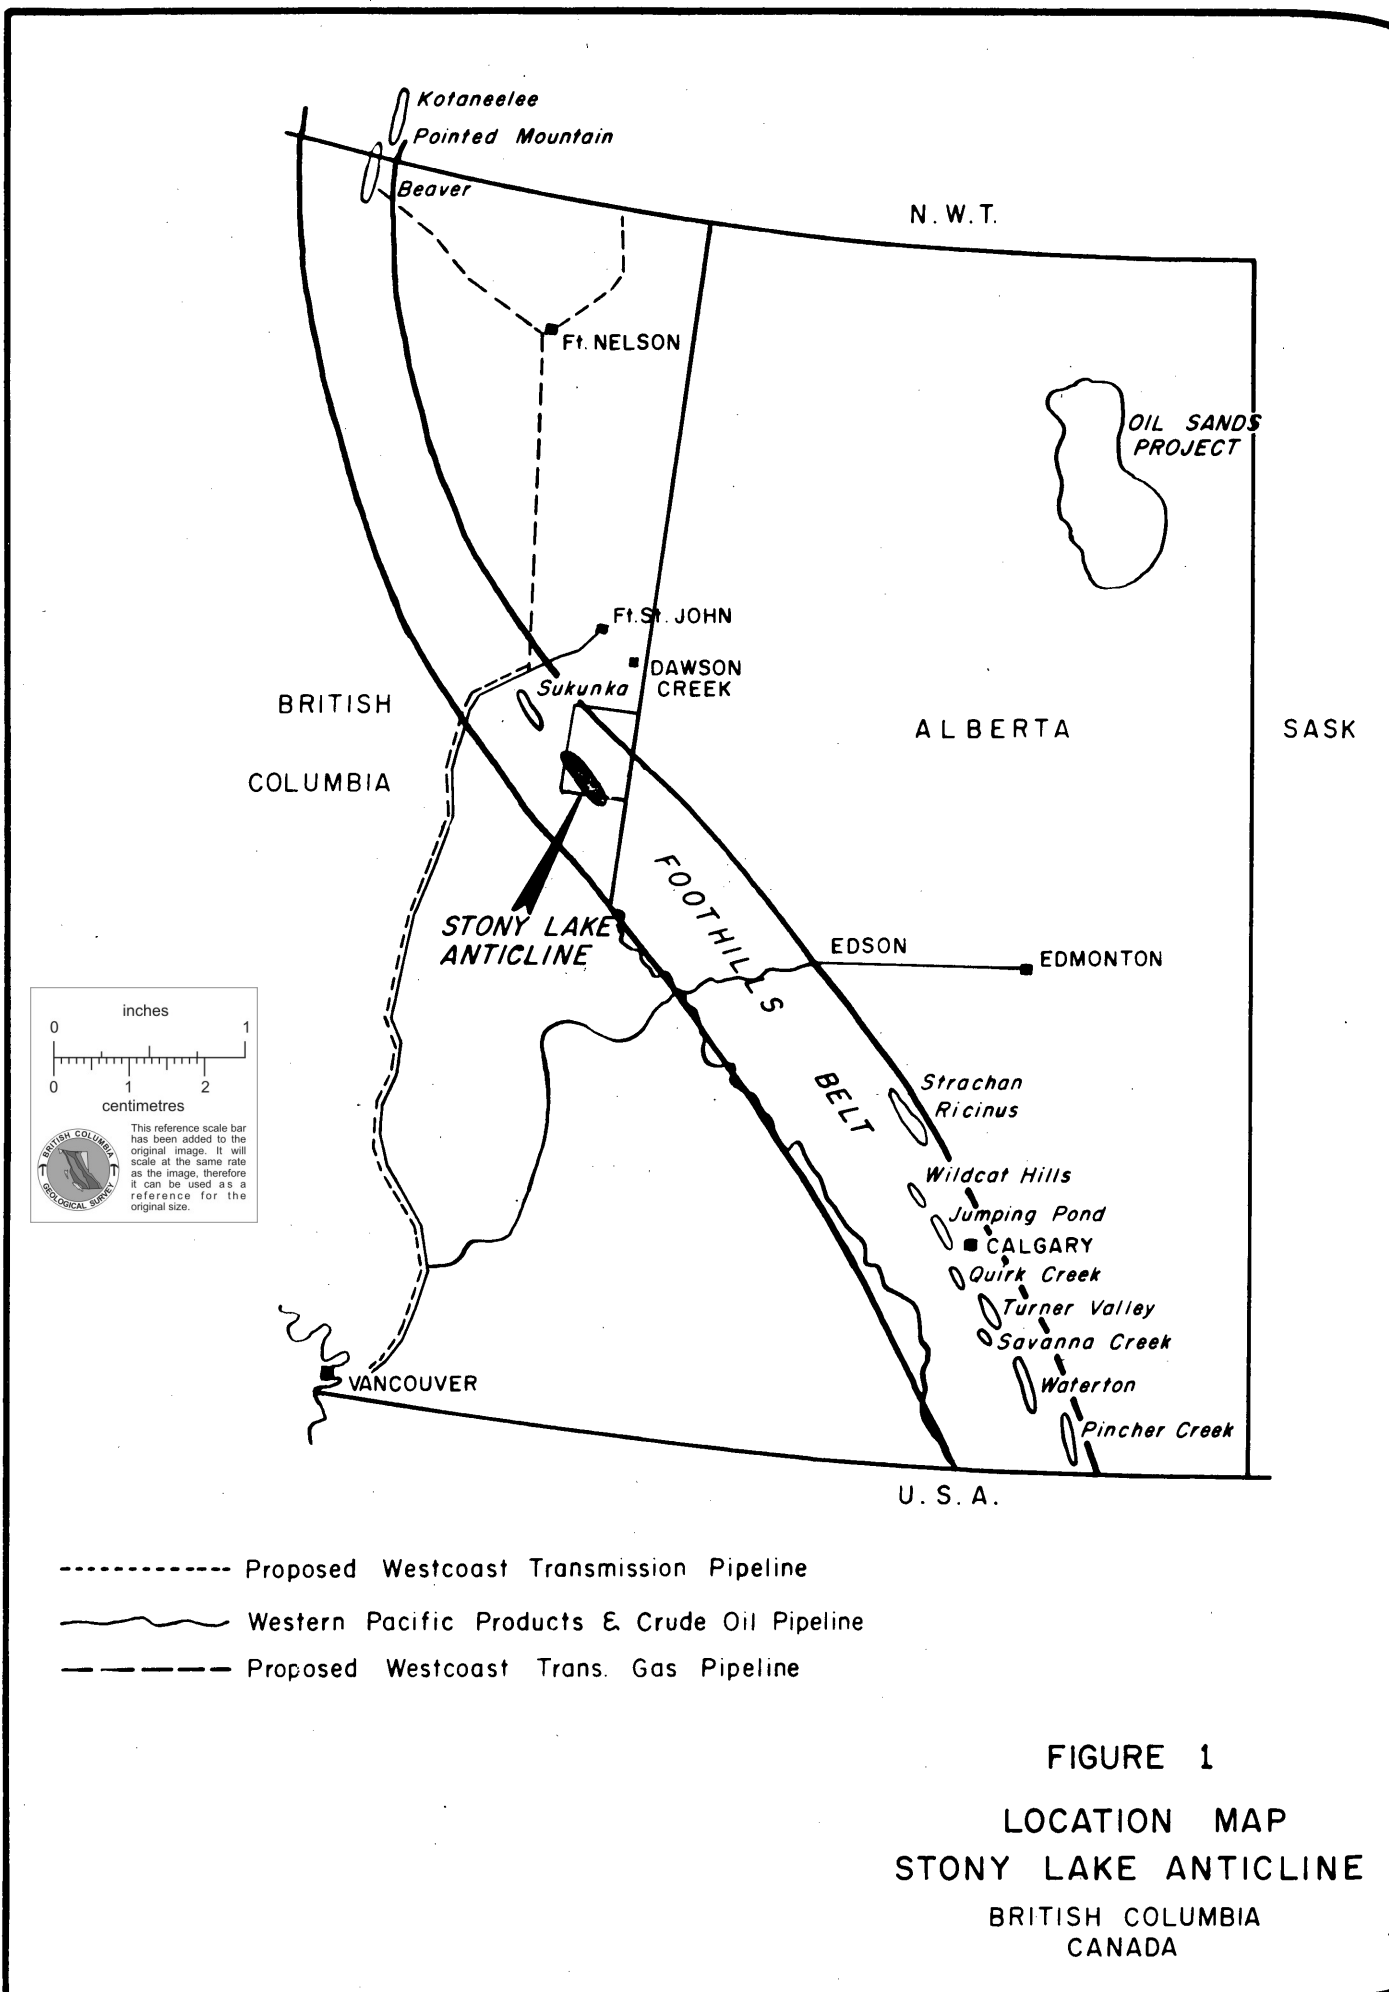 Kotaneelee
Pointed Mountain
Beaver
N.W.T.
Ft. NELSON
OIL SANDS
PROJECT
Ft.St. JOHN
DAWSON
CREEK
Sukunka
BRITISH
COLUMBIA
ALBERTA
SASK
FOOTHILLS
BELT
STONY LAKE
ANTICLINE
EDSON
EDMONTON
inches
0 1
0 1 2
centimetres
This reference scale bar
has been added to the
original image. It will
scale at the same rate
as the image, therefore
it can be used as a
reference for the
original size.
BRITISH COLUMBIA
GEOLOGICAL SURVEY
Strachan
Ricinus
Wildcat Hills
Jumping Pond
CALGARY
Quirk Creek
Turner Valley
Savanna Creek
Waterton
Pincher Creek
VANCOUVER
U.S.A.
Proposed Westcoast Transmission Pipeline
Western Pacific Products & Crude Oil Pipeline
Proposed Westcoast Trans. Gas Pipeline
FIGURE 1
LOCATION MAP
STONY LAKE ANTICLINE
BRITISH COLUMBIA
CANADA